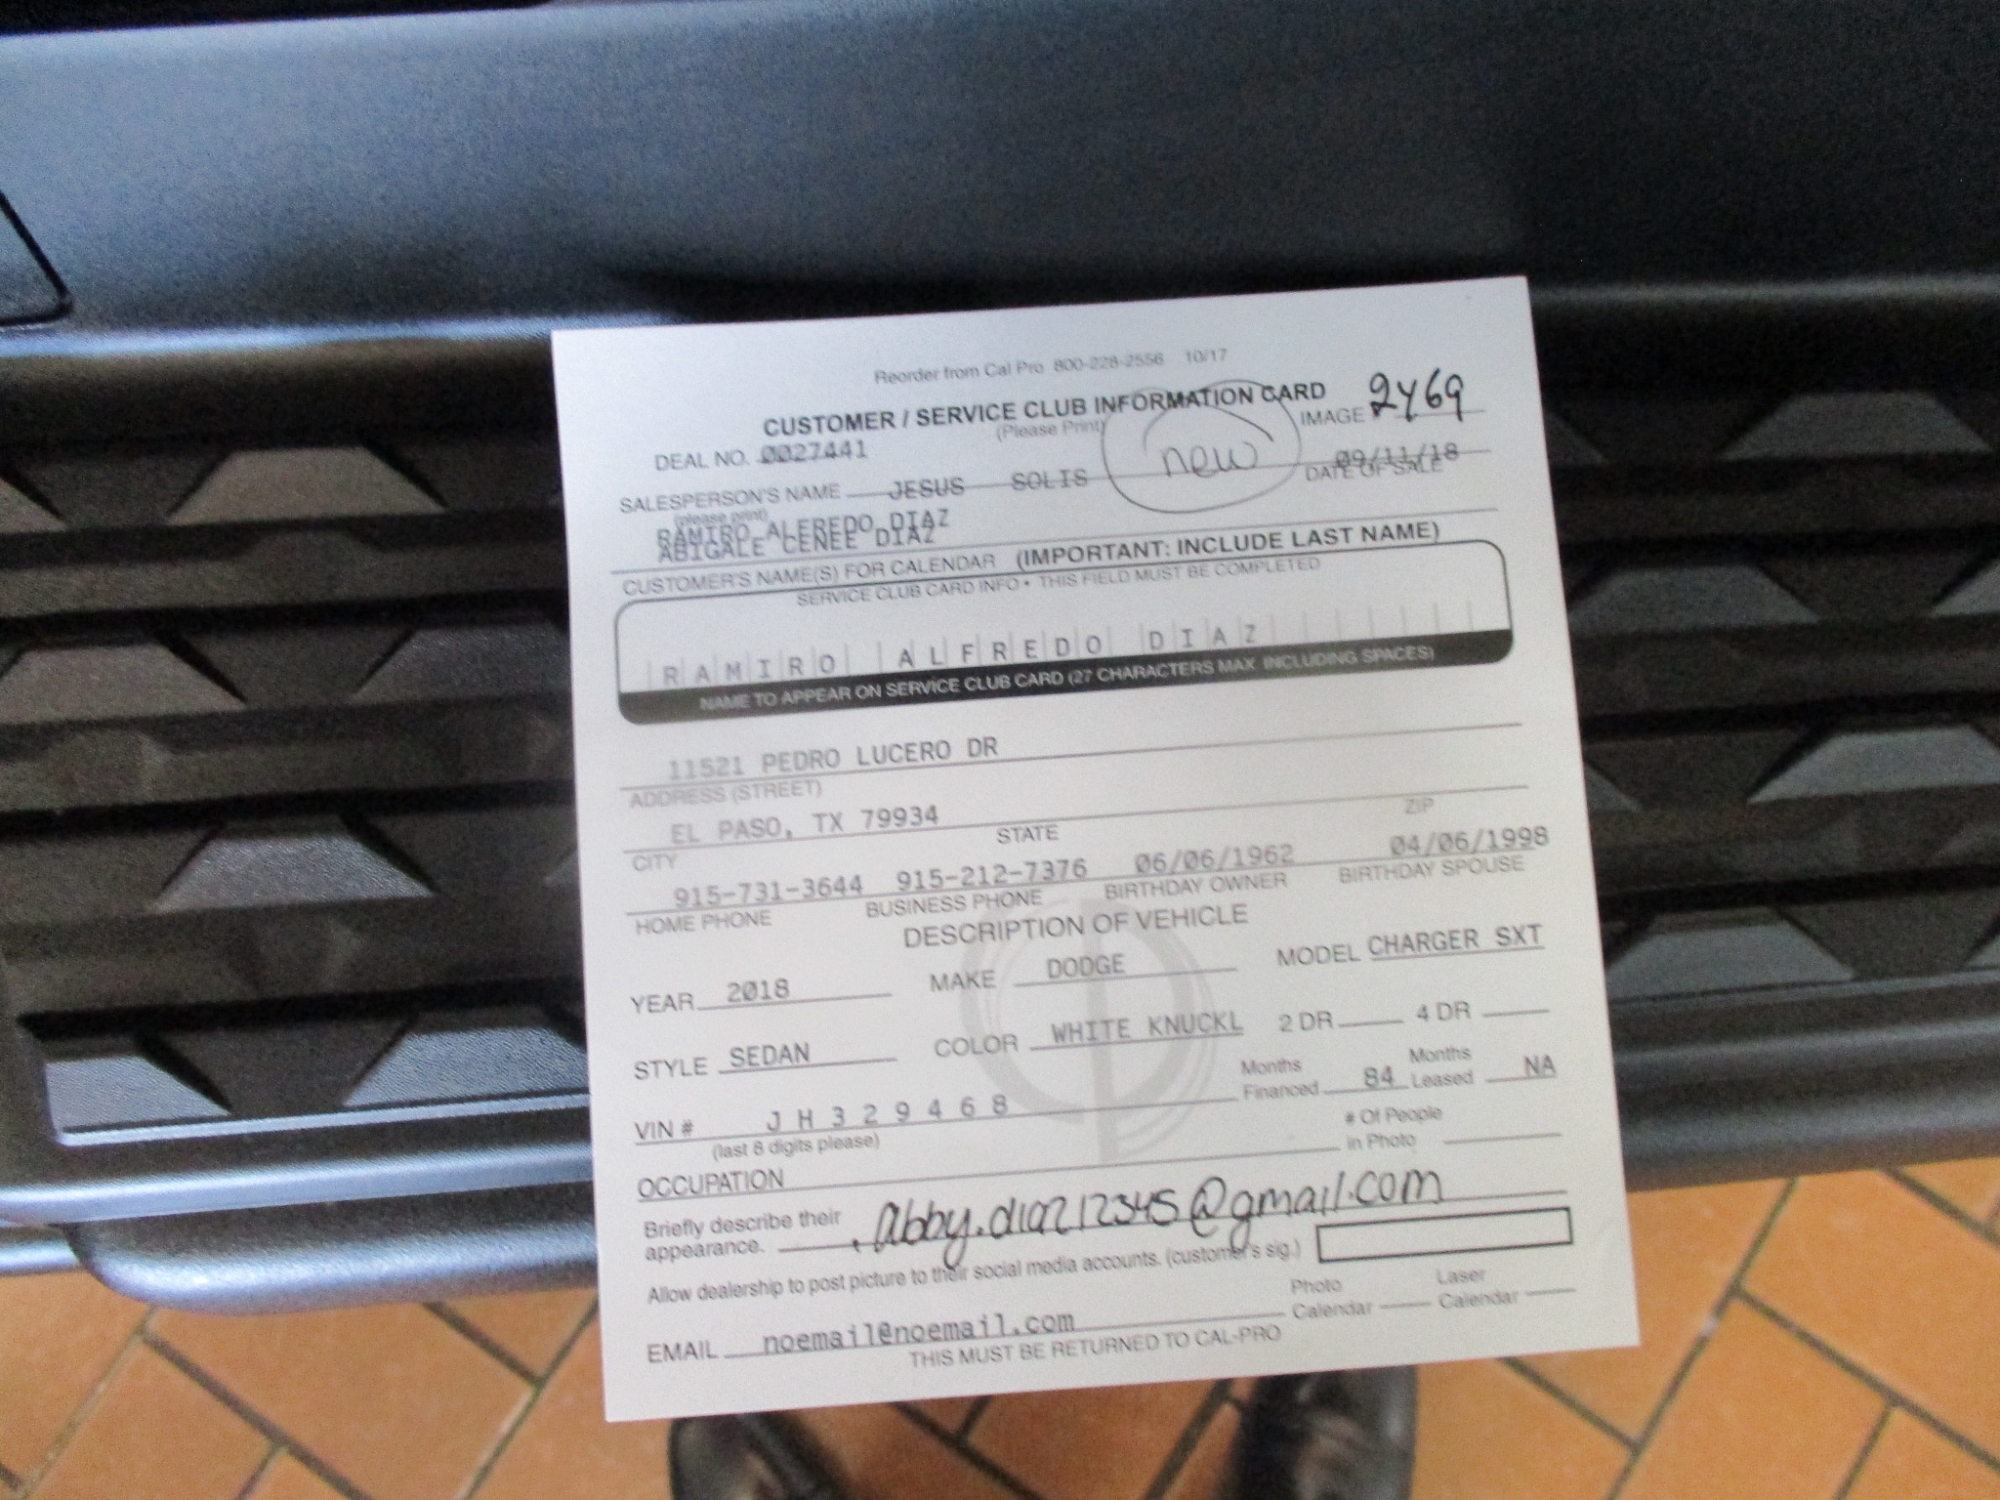 Reorder from Cal Pro 800-228-2556 10/17
CUSTOMER / SERVICE CLUB INFORMATION CARD
(Please Print)
IMAGE 2469
DEAL NO. 0027441
new
09/11/18
DATE OF SALE
SALESPERSON'S NAME JESUS SOLIS
(please print)
RAMIRO ALFREDO DIAZ
ABIGALE CENEE DIAZ
CUSTOMER'S NAME(S) FOR CALENDAR (IMPORTANT: INCLUDE LAST NAME)
SERVICE CLUB CARD INFO • THIS FIELD MUST BE COMPLETED
RAMIRO ALFREDO DIAZ
NAME TO APPEAR ON SERVICE CLUB CARD (27 CHARACTERS MAX INCLUDING SPACES)
11521 PEDRO LUCERO DR
ADDRESS (STREET)
EL PASO, TX 79934
CITY STATE ZIP
915-731-3644 915-212-7376 06/06/1962 04/06/1998
HOME PHONE BUSINESS PHONE BIRTHDAY OWNER BIRTHDAY SPOUSE
DESCRIPTION OF VEHICLE
YEAR 2018 MAKE DODGE MODEL CHARGER SXT
STYLE SEDAN COLOR WHITE KNUCKL 2 DR 4 DR
Months Financed 84 Months Leased NA
VIN # JH329468
(last 8 digits please)
# Of People in Photo
OCCUPATION
Briefly describe their
appearance. .abby.diaz12345@gmail.com
Allow dealership to post picture to their social media accounts. (customer's sig.)
Photo Calendar Laser Calendar
EMAIL noemail@noemail.com
THIS MUST BE RETURNED TO CAL-PRO